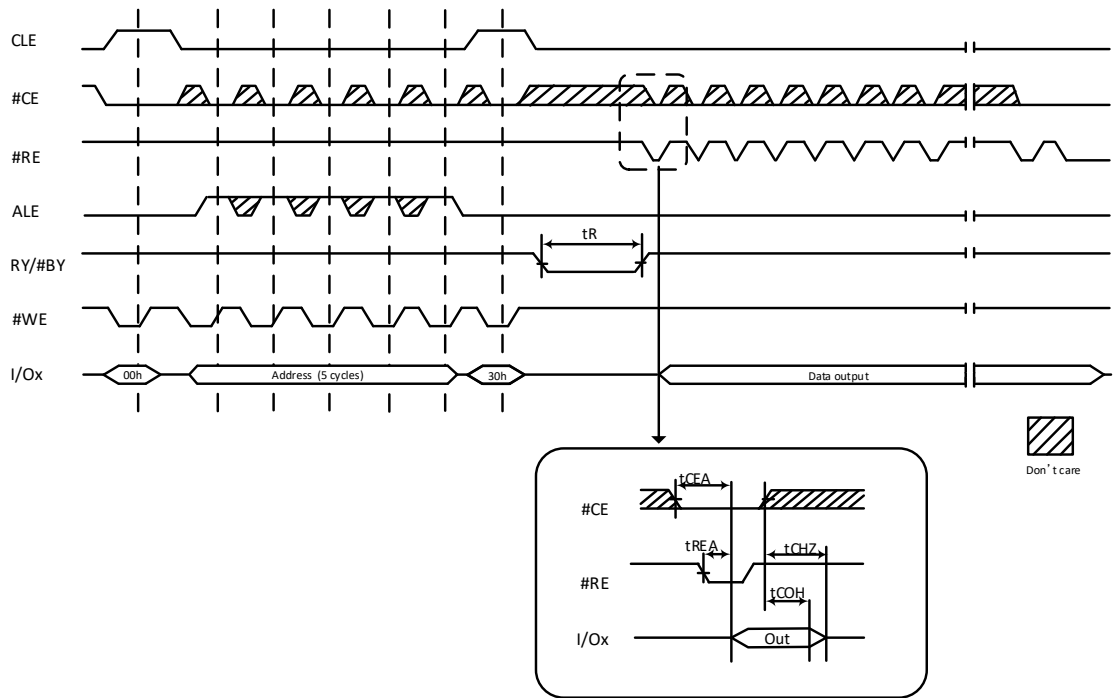 CLE
#CE
#RE
ALE
tR
RY/#BY
#WE
I/Ox
00h
Address (5 cycles)
30h
Data output
Don't care
tCEA
#CE
tREA
tCHZ
#RE
tCOH
I/Ox
Out